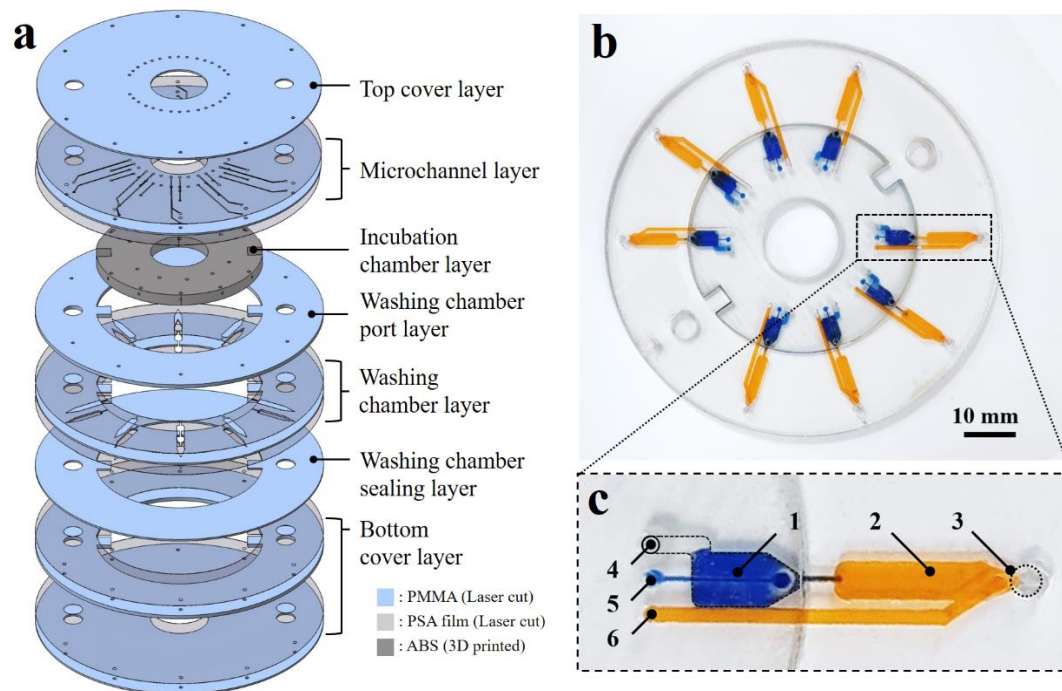 a
Top cover layer
Microchannel layer
Incubation
chamber layer
Washing chamber
port layer
Washing
chamber layer
Washing chamber
sealing layer
Bottom
cover layer
: PMMA (Laser cut)
: PSA film (Laser cut)
: ABS (3D printed)
b
10 mm
c
1
2
3
4
5
6